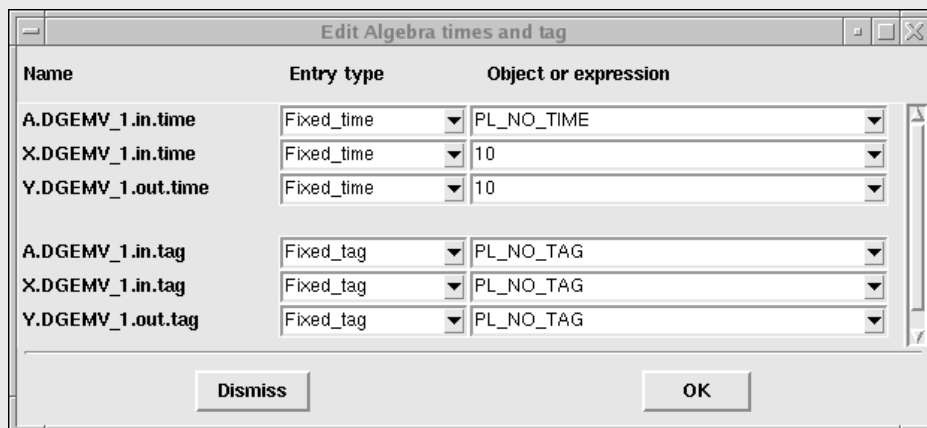 Edit Algebra times and tag
Name Entry type Object or expression
A.DGEMV_1.in.time Fixed_time PL_NO_TIME
X.DGEMV_1.in.time Fixed_time 10
Y.DGEMV_1.out.time Fixed_time 10
A.DGEMV_1.in.tag Fixed_tag PL_NO_TAG
X.DGEMV_1.in.tag Fixed_tag PL_NO_TAG
Y.DGEMV_1.out.tag Fixed_tag PL_NO_TAG
Dismiss OK